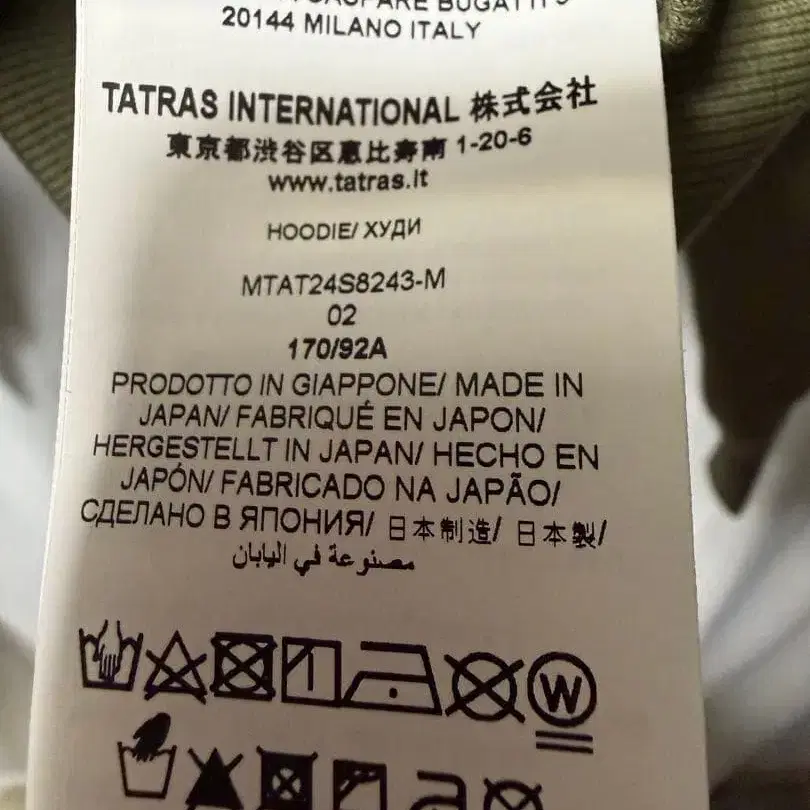 GASPARE BUGATTI
20144 MILANO ITALY
TATRAS INTERNATIONAL 株式会社
東京都渋谷区恵比寿南 1-20-6
www.tatras.it
HOODIE/ ХУДИ
MTAT24S8243-M
02
170/92A
PRODOTTO IN GIAPPONE/ MADE IN
JAPAN/ FABRIQUÉ EN JAPON/
HERGESTELLT IN JAPAN/ HECHO EN
JAPÓN/ FABRICADO NA JAPÃO/
СДЕЛАНО В ЯПОНИЯ/ 日本制造/ 日本製/
مصنوعة في اليابان
W